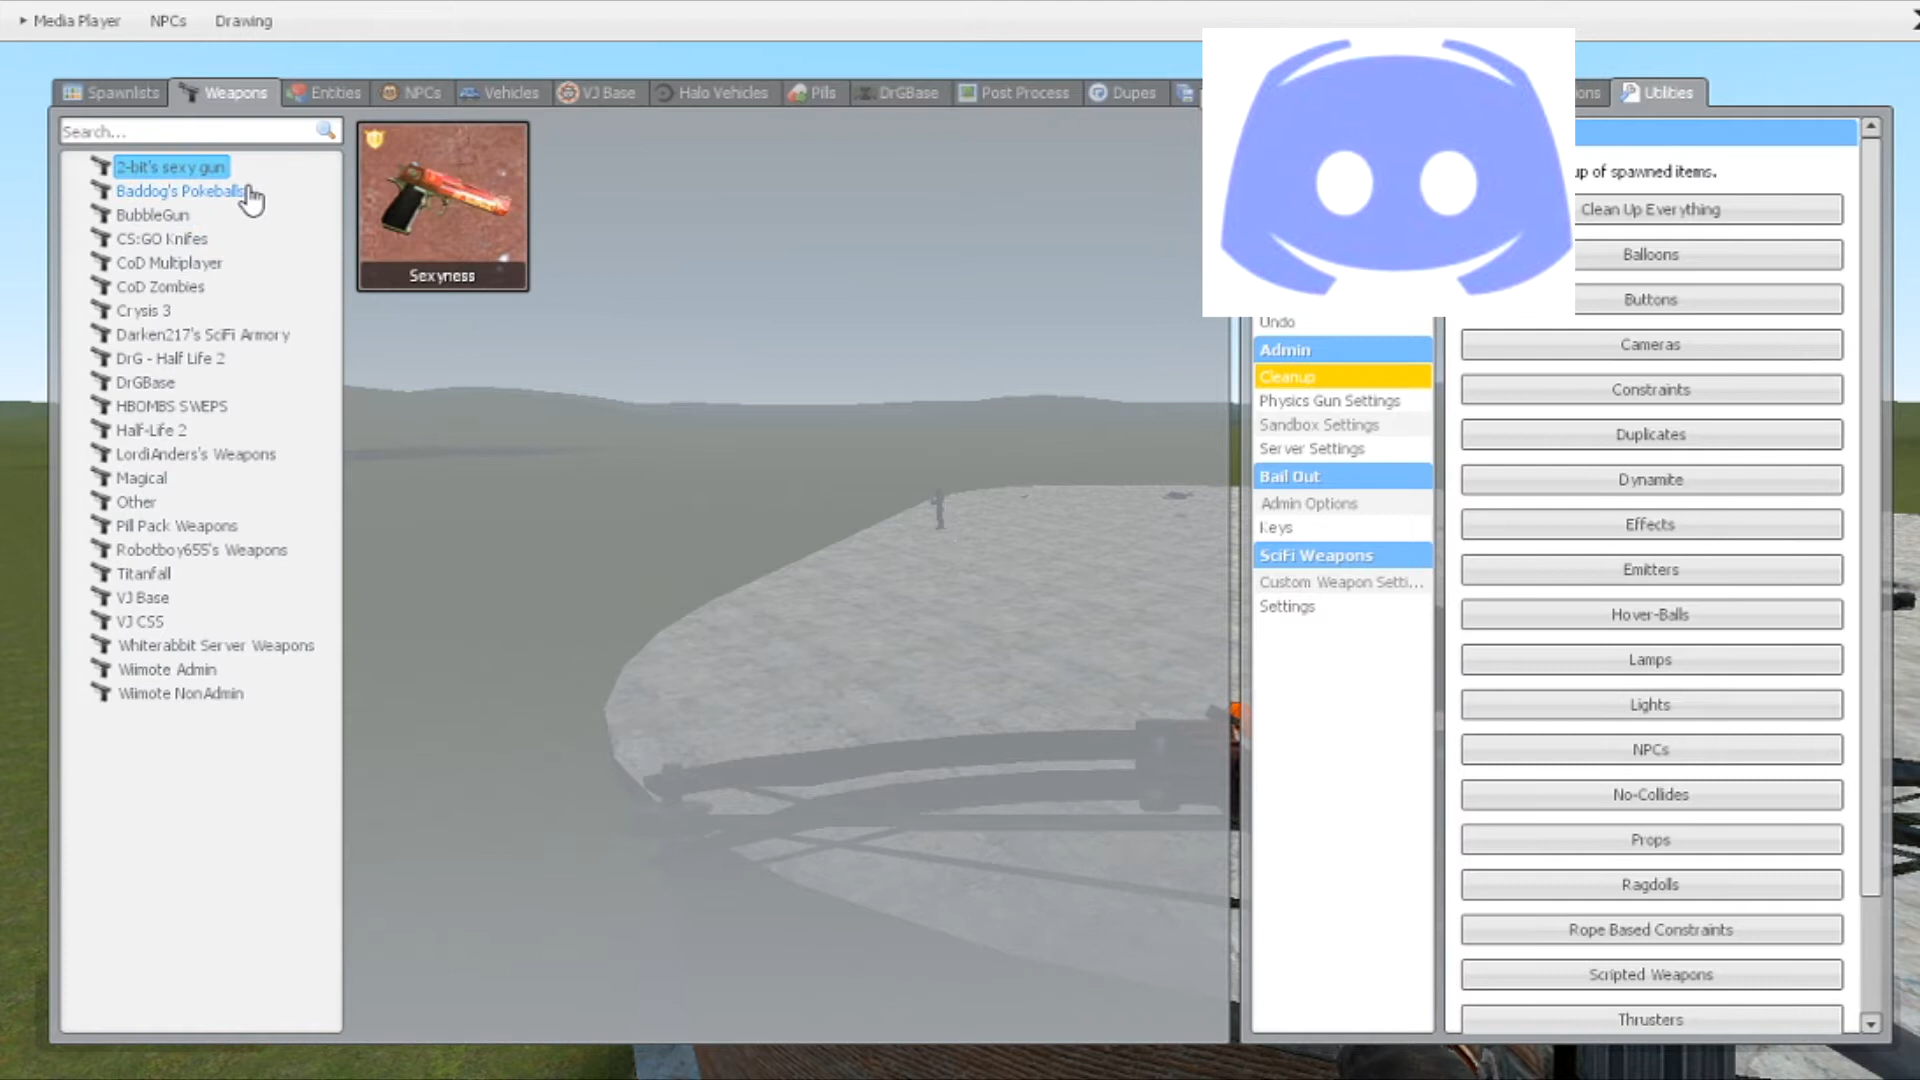 Media Player NPCs Drawing
Spawnlists Weapons Entities NPCs Vehicles VJ Base Halo Vehicles Pills DrGBase Post Process Dupes Utilities
Search...
2-bit's sexy gun
Baddog's Pokeballs
BubbleGun
CS:GO Knifes
CoD Multiplayer
CoD Zombies
Crysis 3
Darken217's SciFi Armory
DrG - Half Life 2
DrGBase
HBOMBS SWEPS
Half-Life 2
LordiAnders's Weapons
Magical
Other
Pill Pack Weapons
Robotboy655's Weapons
Titanfall
VJ Base
VJ CSS
Whiterabbit Server Weapons
Wiimote Admin
Wiimote NonAdmin
Sexyness
Undo
Admin
Cleanup
Physics Gun Settings
Sandbox Settings
Server Settings
Bail Out
Admin Options
Keys
SciFi Weapons
Custom Weapon Setti...
Settings
up of spawned items.
Clean Up Everything
Balloons
Buttons
Cameras
Constraints
Duplicates
Dynamite
Effects
Emitters
Hover-Balls
Lamps
Lights
NPCs
No-Collides
Props
Ragdolls
Rope Based Constraints
Scripted Weapons
Thrusters